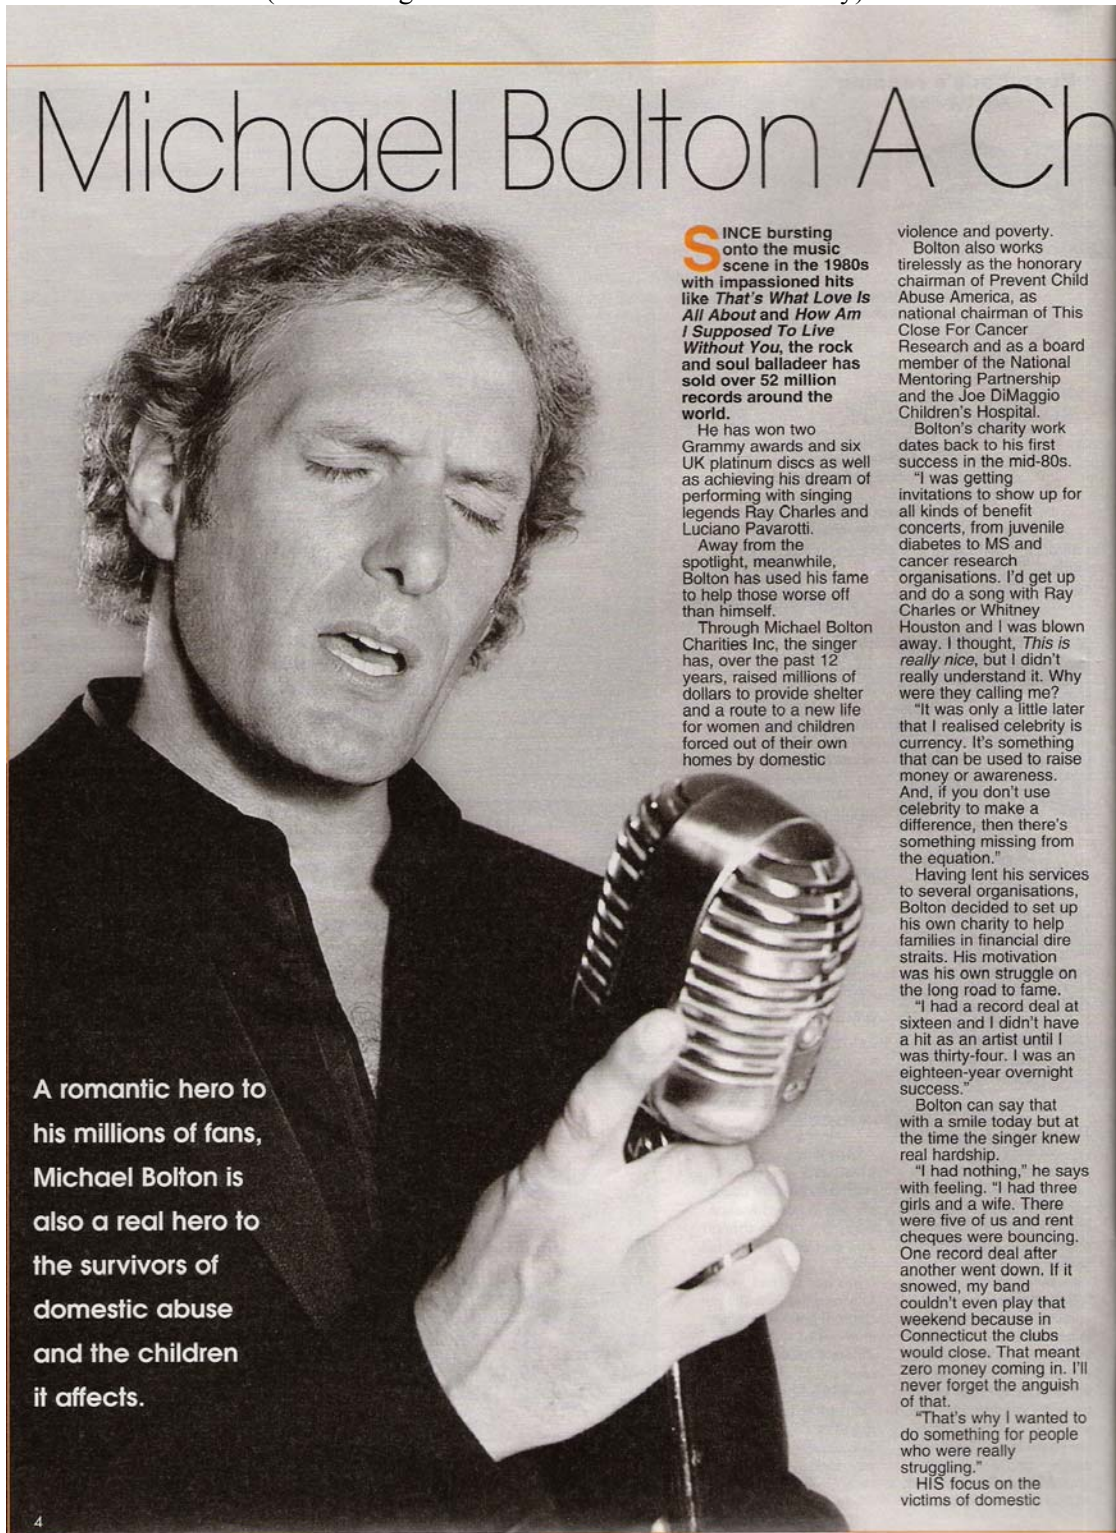 Michael Bolton A Ch
SINCE bursting
onto the music
scene in the 1980s
with impassioned hits
like That's What Love Is
All About and How Am
I Supposed To Live
Without You, the rock
and soul balladeer has
sold over 52 million
records around the
world.
He has won two
Grammy awards and six
UK platinum discs as well
as achieving his dream of
performing with singing
legends Ray Charles and
Luciano Pavarotti.
Away from the
spotlight, meanwhile,
Bolton has used his fame
to help those worse off
than himself.
Through Michael Bolton
Charities Inc, the singer
has, over the past 12
years, raised millions of
dollars to provide shelter
and a route to a new life
for women and children
forced out of their own
homes by domestic
violence and poverty.
Bolton also works
tirelessly as the honorary
chairman of Prevent Child
Abuse America, as
national chairman of This
Close For Cancer
Research and as a board
member of the National
Mentoring Partnership
and the Joe DiMaggio
Children's Hospital.
Bolton's charity work
dates back to his first
success in the mid-80s.
"I was getting
invitations to show up for
all kinds of benefit
concerts, from juvenile
diabetes to MS and
cancer research
organisations. I'd get up
and do a song with Ray
Charles or Whitney
Houston and I was blown
away. I thought, This is
really nice, but I didn't
really understand it. Why
were they calling me?
"It was only a little later
that I realised celebrity is
currency. It's something
that can be used to raise
money or awareness.
And, if you don't use
celebrity to make a
difference, then there's
something missing from
the equation."
Having lent his services
to several organisations,
Bolton decided to set up
his own charity to help
families in financial dire
straits. His motivation
was his own struggle on
the long road to fame.
"I had a record deal at
sixteen and I didn't have
a hit as an artist until I
was thirty-four. I was an
eighteen-year overnight
success."
Bolton can say that
with a smile today but at
the time the singer knew
real hardship.
"I had nothing," he says
with feeling. "I had three
girls and a wife. There
were five of us and rent
cheques were bouncing.
One record deal after
another went down. If it
snowed, my band
couldn't even play that
weekend because in
Connecticut the clubs
would close. That meant
zero money coming in. I'll
never forget the anguish
of that.
"That's why I wanted to
do something for people
who were really
struggling."
HIS focus on the
victims of domestic
A romantic hero to
his millions of fans,
Michael Bolton is
also a real hero to
the survivors of
domestic abuse
and the children
it affects.
4